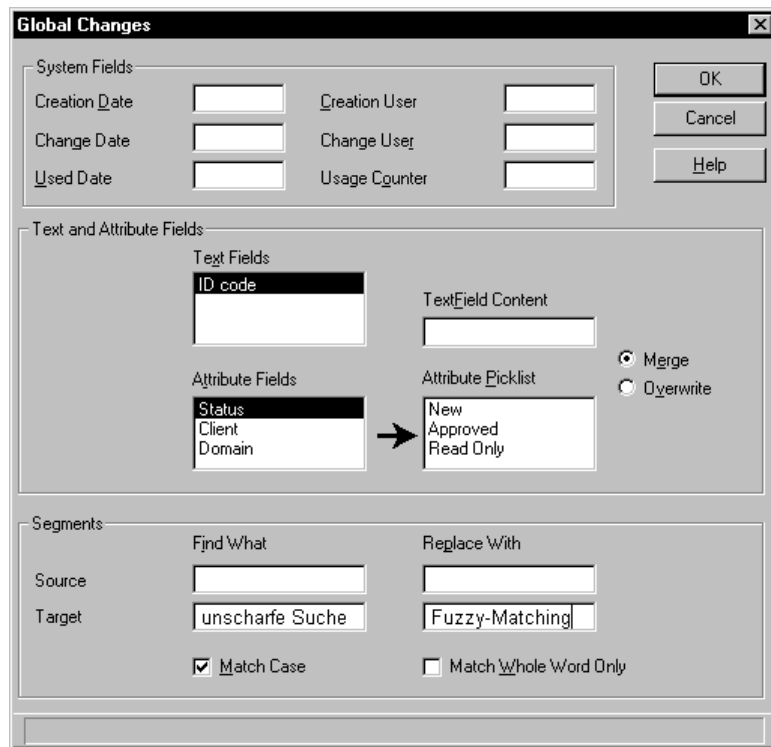 Global Changes
System Fields
Creation Date Creation User
Change Date Change User
Used Date Usage Counter
OK
Cancel
Help
Text and Attribute Fields
Text Fields
ID code
TextField Content
Merge
Overwrite
Attribute Fields Attribute Picklist
Status New
Client Approved
Domain Read Only
Segments
Find What Replace With
Source
Target unscharfe Suche Fuzzy-Matching
Match Case Match Whole Word Only